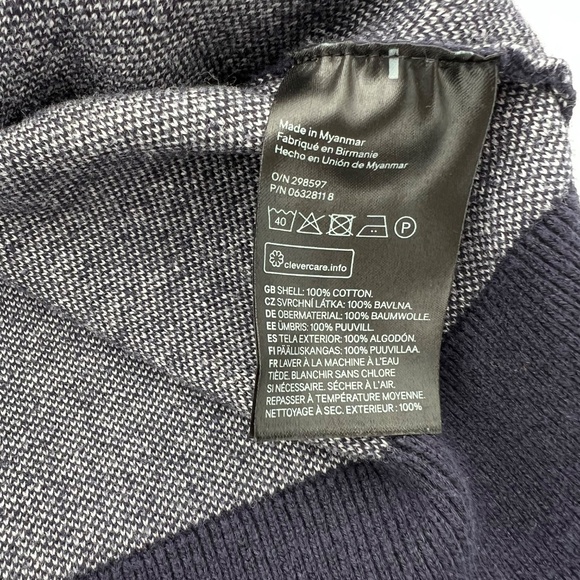 Made in Myanmar
Fabriqué en Birmanie
Hecho en Unión de Myanmar
O/N 298597
P/N 0632811 8
40
P
clevercare.info
GB SHELL: 100% COTTON.
CZ SVRCHNÍ LÁTKA: 100% BAVLNA.
DE OBERMATERIAL: 100% BAUMWOLLE.
EE ÜMBRIS: 100% PUUVILL.
ES TELA EXTERIOR: 100% ALGODÓN.
FI PÄÄLLISKANGAS: 100% PUUVILLAA.
FR LAVER À LA MACHINE À L'EAU
TIÈDE. BLANCHIR SANS CHLORE
SI NÉCESSAIRE. SÉCHER À L'AIR.
REPASSER À TEMPÉRATURE MOYENNE.
NETTOYAGE À SEC. EXTERIEUR : 100%